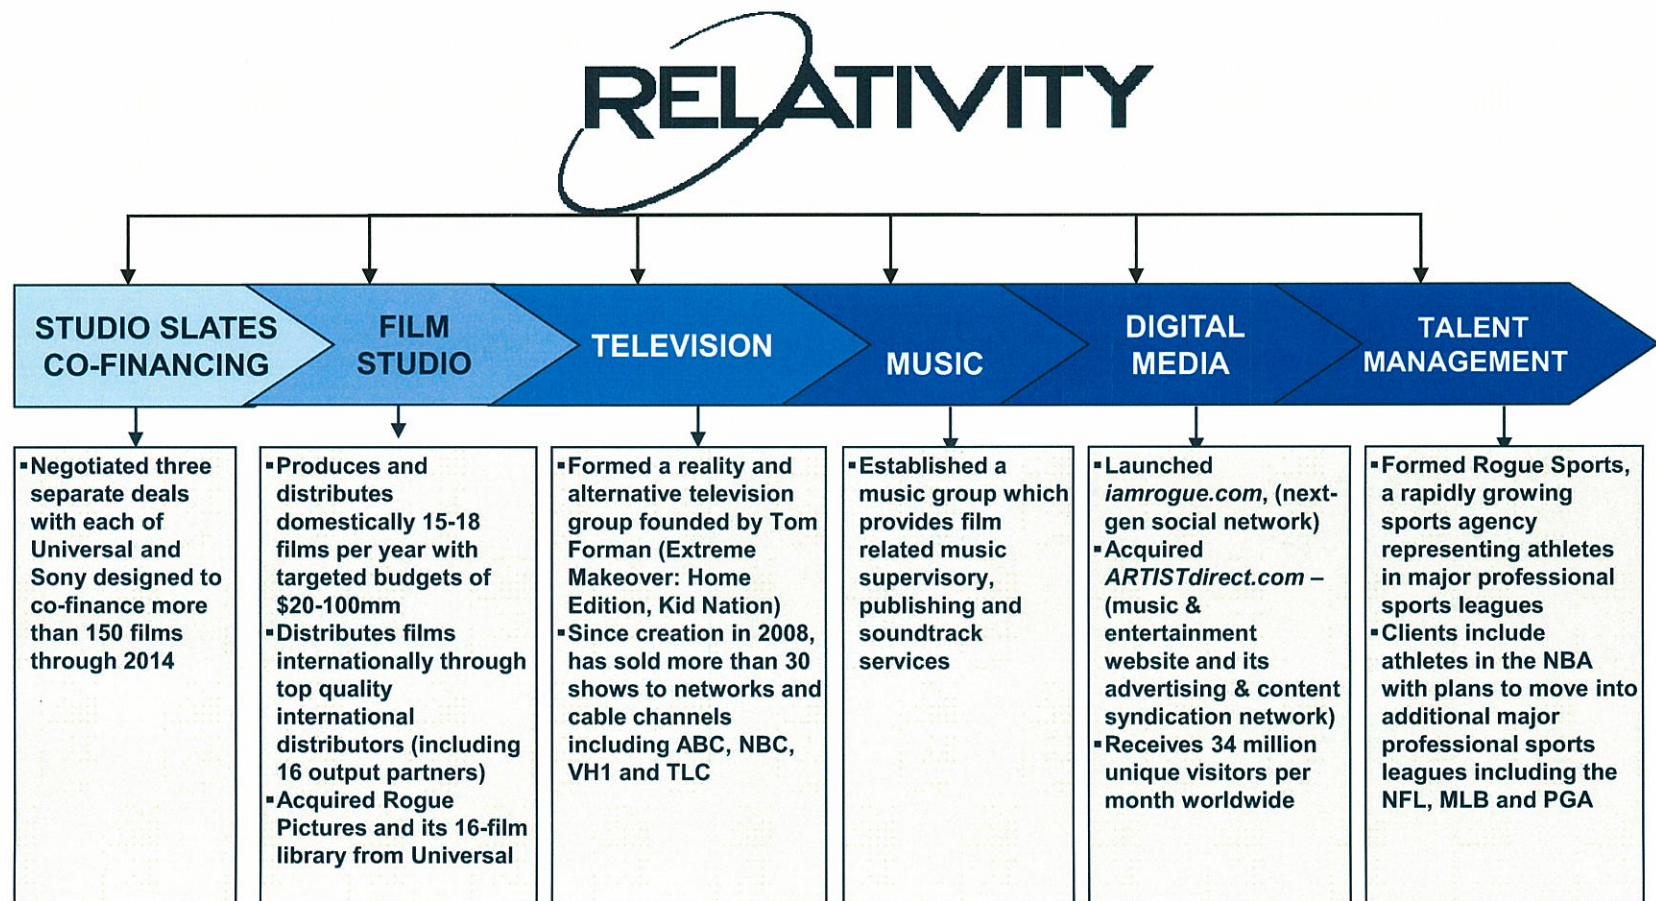 RELATIVITY
STUDIO SLATES
CO-FINANCING
FILM
STUDIO
TELEVISION
MUSIC
DIGITAL
MEDIA
TALENT
MANAGEMENT
▪Negotiated three
separate deals
with each of
Universal and
Sony designed to
co-finance more
than 150 films
through 2014
▪Produces and
distributes
domestically 15-18
films per year with
targeted budgets of
$20-100mm
▪Distributes films
internationally through
top quality
international
distributors (including
16 output partners)
▪Acquired Rogue
Pictures and its 16-film
library from Universal
▪Formed a reality and
alternative television
group founded by Tom
Forman (Extreme
Makeover: Home
Edition, Kid Nation)
▪Since creation in 2008,
has sold more than 30
shows to networks and
cable channels
including ABC, NBC,
VH1 and TLC
▪Established a
music group which
provides film
related music
supervisory,
publishing and
soundtrack
services
▪Launched
iamrogue.com, (next-
gen social network)
▪Acquired
ARTISTdirect.com –
(music &
entertainment
website and its
advertising & content
syndication network)
▪Receives 34 million
unique visitors per
month worldwide
▪Formed Rogue Sports,
a rapidly growing
sports agency
representing athletes
in major professional
sports leagues
▪Clients include
athletes in the NBA
with plans to move into
additional major
professional sports
leagues including the
NFL, MLB and PGA